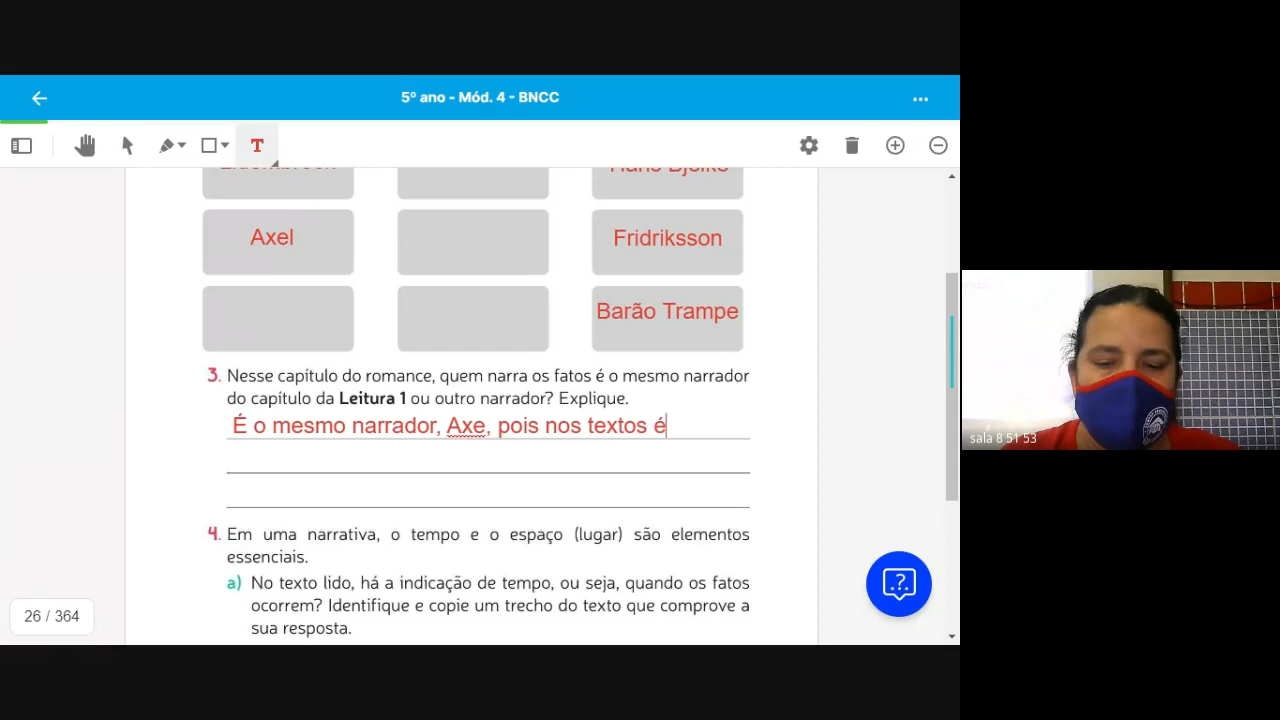 5º ano - Mód. 4 - BNCC
T
Hans Bjelke
Axel
Fridriksson
Barão Trampe
3. Nesse capítulo do romance, quem narra os fatos é o mesmo narrador
do capítulo da Leitura 1 ou outro narrador? Explique.
É o mesmo narrador, Axe, pois nos textos é
4. Em uma narrativa, o tempo e o espaço (lugar) são elementos
essenciais.
a) No texto lido, há a indicação de tempo, ou seja, quando os fatos
ocorrem? Identifique e copie um trecho do texto que comprove a
sua resposta.
26 / 364
?
sala 8 51 53